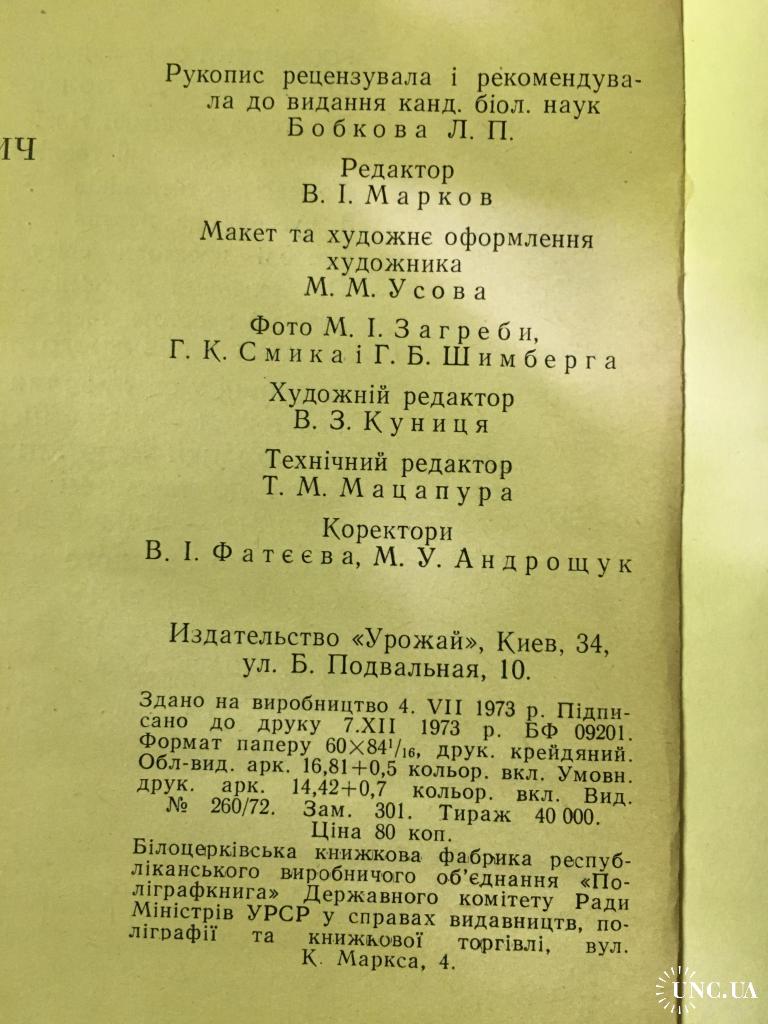 Рукопис рецензувала і рекомендува-
ла до видання канд. біол. наук
Бобкова Л. П.
ИЧ
Редактор
В. І. Марков
Макет та художнє оформлення
художника
М. М. Усова
Фото М. І. Загреби,
Г. К. Смика і Г. Б. Шимберга
Художній редактор
В. З. Куниця
Технічний редактор
Т. М. Мацапура
Коректори
В. І. Фатєєва, М. У. Андрощук
Издательство «Урожай», Киев, 34,
ул. Б. Подвальная, 10.
Здано на виробництво 4. VII 1973 р. Підпи-
сано до друку 7.XII 1973 р. БФ 09201.
Формат паперу 60×84¹/₁₆, друк. крейдяний.
Обл-вид. арк. 16,81+0,5 кольор. вкл. Умовн.
друк. арк. 14,42+0,7 кольор. вкл. Вид.
№ 260/72. Зам. 301. Тираж 40 000.
Ціна 80 коп.
Білоцерківська книжкова фабрика респуб-
ліканського виробничого об'єднання «По-
ліграфкнига» Державного комітету Ради
Міністрів УРСР у справах видавництв, по-
ліграфії та книжкової торгівлі, вул.
К. Маркса, 4.
UNC.UA